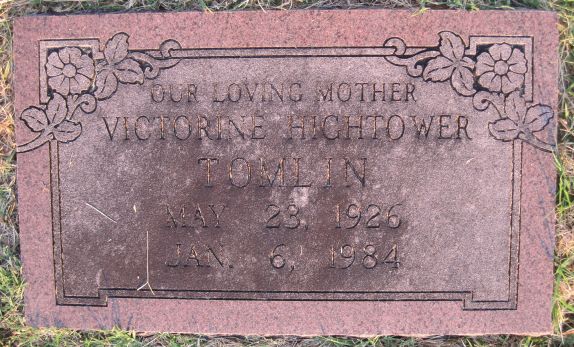 OUR LOVING MOTHER
VICTORINE HIGHTOWER
TOMLIN
MAY 23, 1926
JAN. 6, 1984